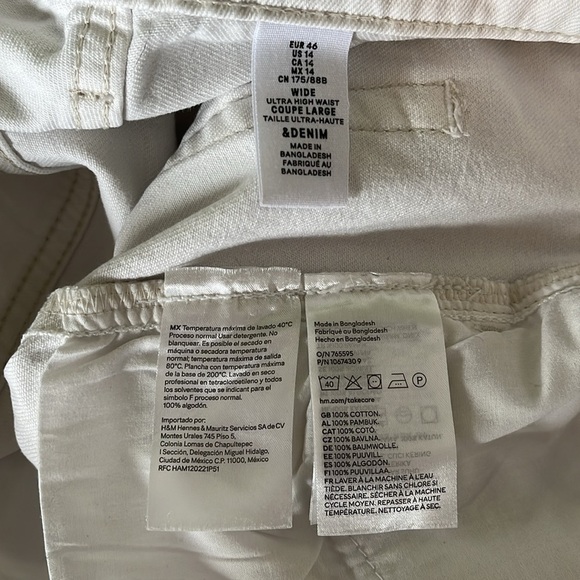 EUR 46
US 14
CA 14
MX 14
CN 175/88B
WIDE
ULTRA HIGH WAIST
COUPE LARGE
TAILLE ULTRA-HAUTE
&DENIM
MADE IN
BANGLADESH
FABRIQUÉ AU
BANGLADESH
MX Temperatura máxima de lavado 40°C
Proceso normal Usar detergente. No
blanquear. Es posible el secado en
máquina o secadora temperatura
normal; temperatura máxima de salida
80°C. Plancha con temperatura máxima
de la base de 200°C. Lavado en seco
profesional en tetracloroetileno y todos
los solventes que se indican para el
símbolo F proceso normal.
100% algodón.
Importado por:
H&M Hennes & Mauritz Servicios SA de CV
Montes Urales 745 Piso 5,
Colonia Lomas de Chapultepec
I Sección, Delegación Miguel Hidalgo,
Ciudad de México C.P. 11000, México
RFC HAM120221P51
Made in Bangladesh
Fabriqué au Bangladesh
Hecho en Bangladesh
O/N 765595
P/N 1067430 9
40 P
hm.com/takecare
GB 100% COTTON.
AL 100% PAMBUK.
CAT 100% COTÓ.
CZ 100% BAVLNA.
DE 100% BAUMWOLLE.
EE 100% PUUVILL.
ES 100% ALGODÓN.
FI 100% PUUVILLAA.
FR LAVER À LA MACHINE EAU
TIÈDE. BLANCHIR SANS CHLORE SI
NÉCESSAIRE. SÉCHER À LA MACHINE
CYCLE MOYEN. REPASSER À HAUTE
TEMPÉRATURE. NETTOYAGE À SEC.